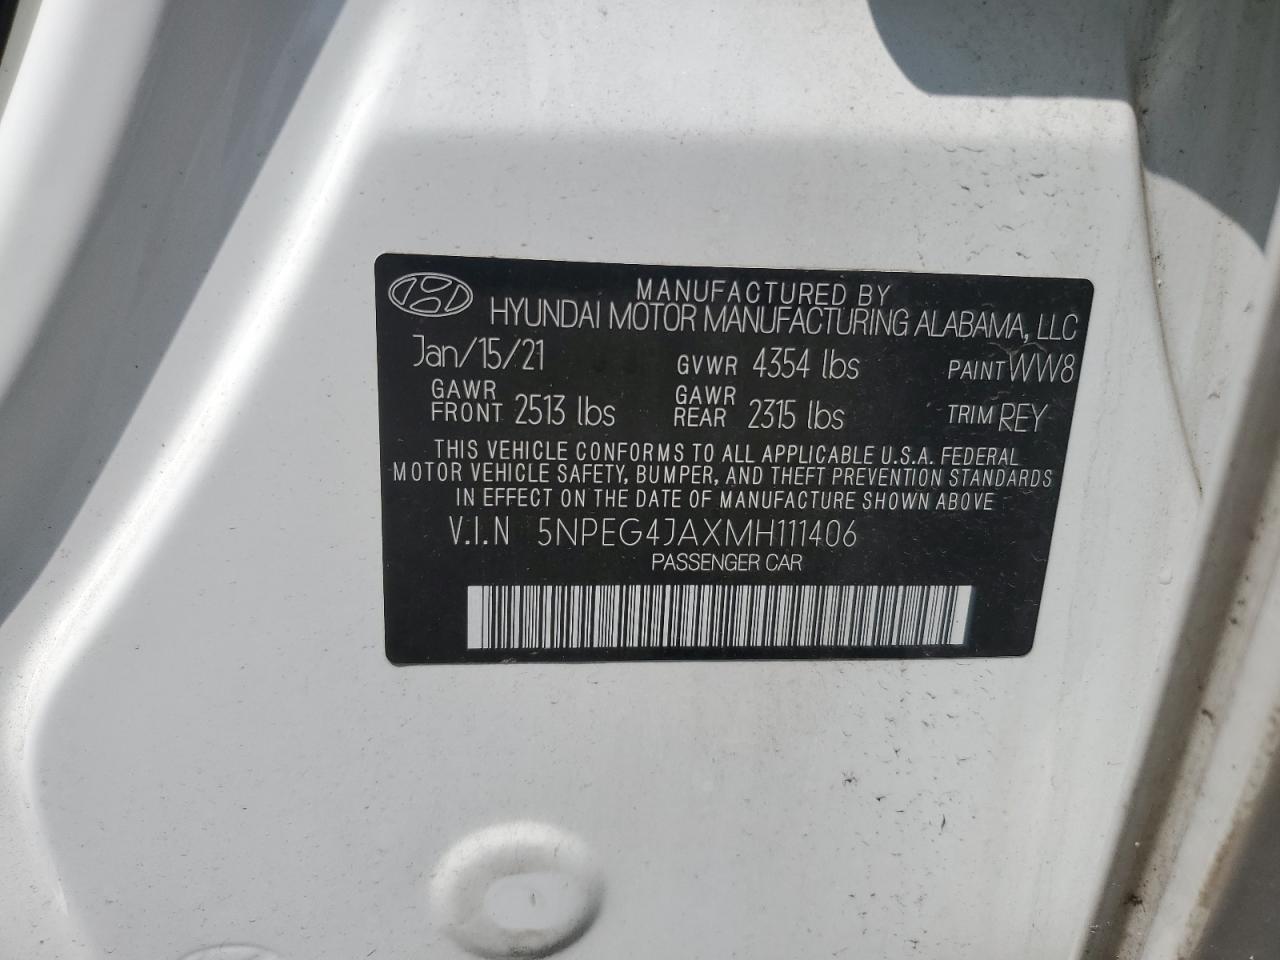 MANUFACTURED BY
HYUNDAI MOTOR MANUFACTURING ALABAMA, LLC
Jan/15/21 GVWR 4354 lbs PAINT WW8
GAWR FRONT 2513 lbs GAWR REAR 2315 lbs TRIM REY
THIS VEHICLE CONFORMS TO ALL APPLICABLE U.S.A. FEDERAL
MOTOR VEHICLE SAFETY, BUMPER, AND THEFT PREVENTION STANDARDS
IN EFFECT ON THE DATE OF MANUFACTURE SHOWN ABOVE
V.I.N 5NPEG4JAXMH111406
PASSENGER CAR